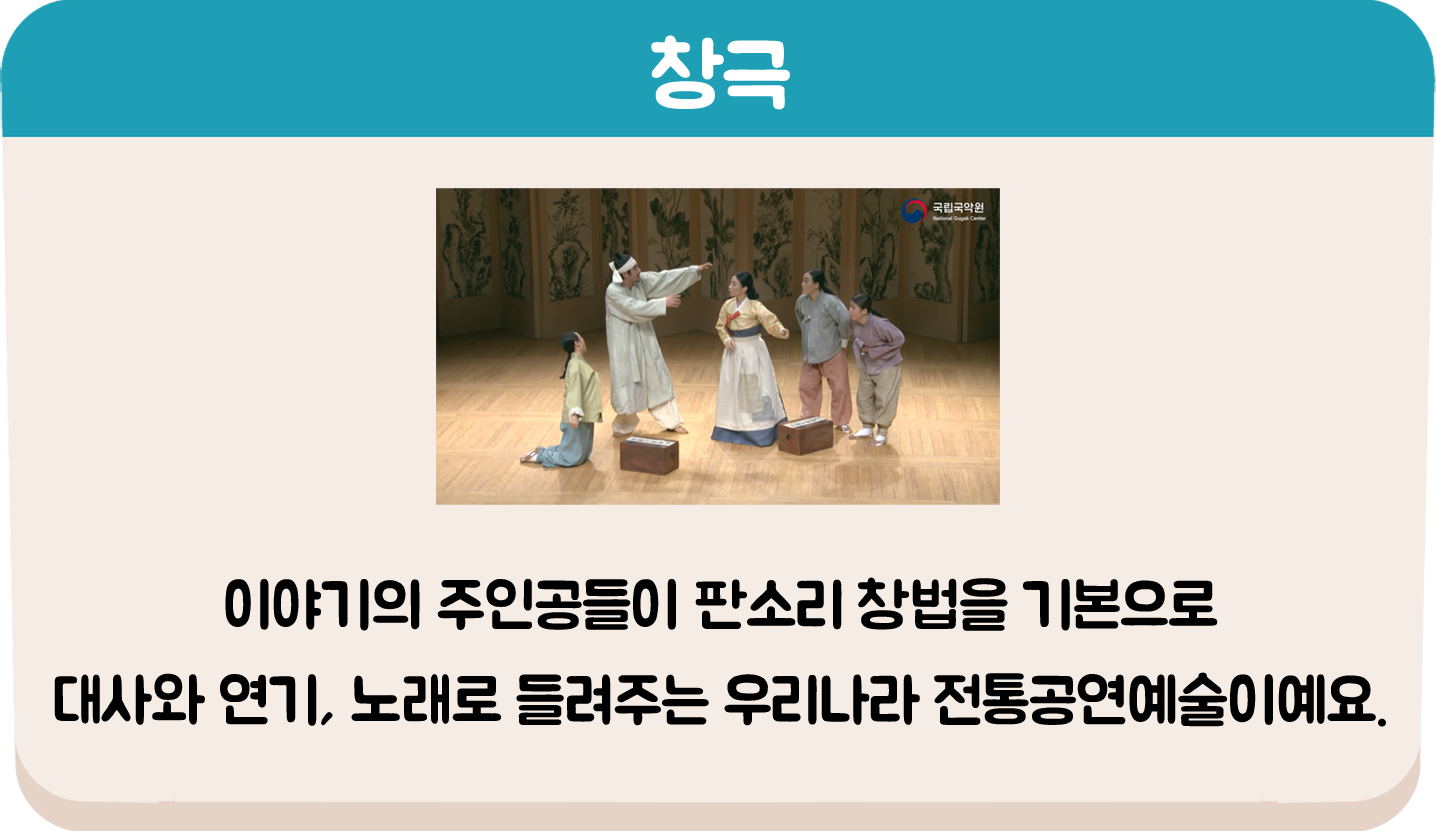 창극
국립국악원
National Gugak Center
이야기의 주인공들이 판소리 창법을 기본으로
대사와 연기, 노래로 들려주는 우리나라 전통공연예술이예요.